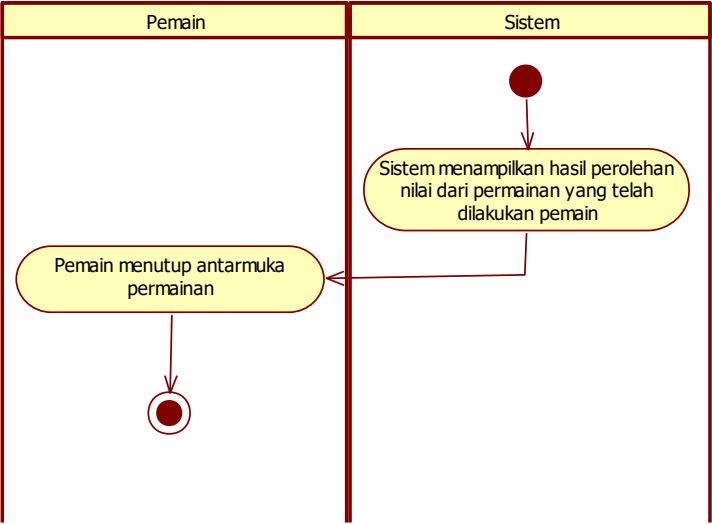 Pemain
Sistem
Sistem menampilkan hasil perolehan
nilai dari permainan yang telah
dilakukan pemain
Pemain menutup antarmuka
permainan